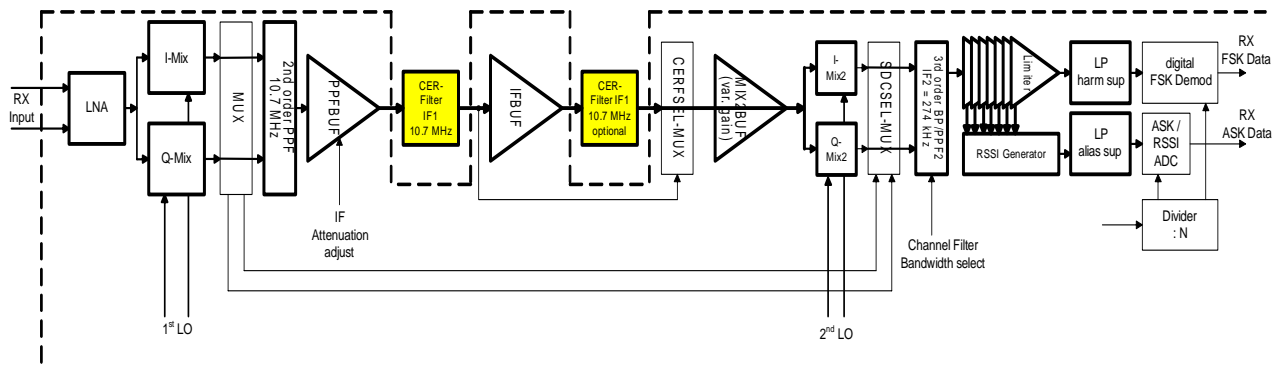 RX
Input
LNA
I-Mix
Q-Mix
MUX
2nd order PPF
10.7 MHz
PPFBUF
CER-
Filter
IF1
10.7 MHz
IFBUF
CER-
Filter IF1
10.7 MHz
optional
CERFSEL-MUX
MIX2BUF
(var. gain)
I-
Mix2
Q-
Mix2
SDCSEL-MUX
3rd order BP/PPF2
IF2 = 274 kHz
Limiter
RSSI Generator
LP
harm sup
LP
alias sup
digital
FSK Demod
ASK /
RSSI
ADC
Divider
: N
RX
FSK Data
RX
ASK Data
IF
Attenuation
adjust
Channel Filter
Bandwidth select
1st LO
2nd LO